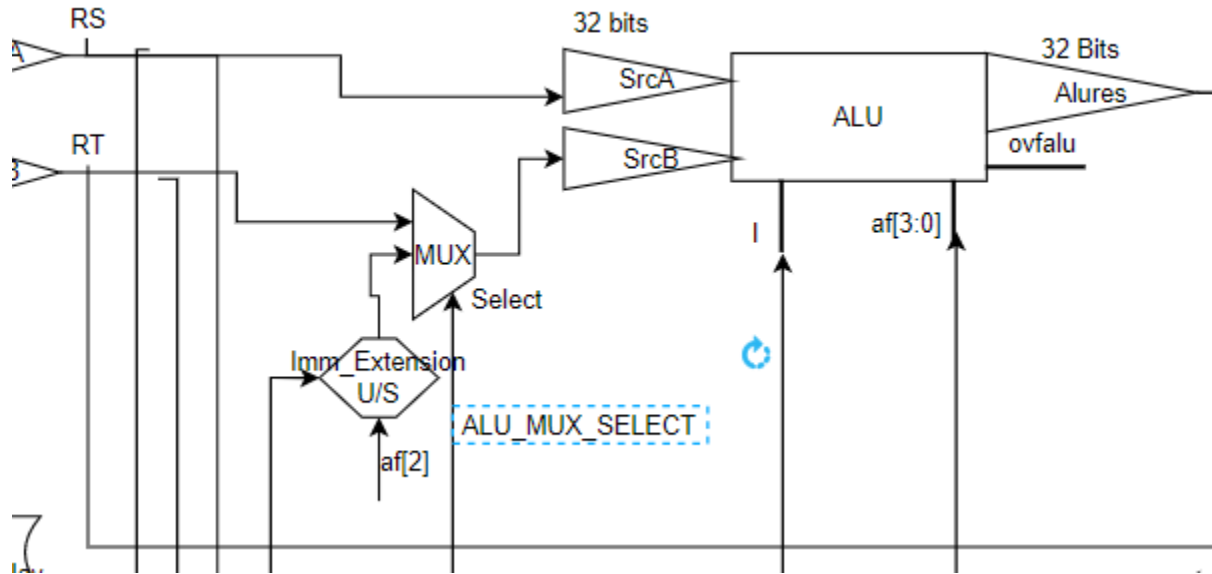 RS
32 bits
A
SrcA
32 Bits
Alures
ALU
RT
B
SrcB
ovfalu
I
af[3:0]
MUX
Select
Imm_Extension
U/S
ALU_MUX_SELECT
af[2]